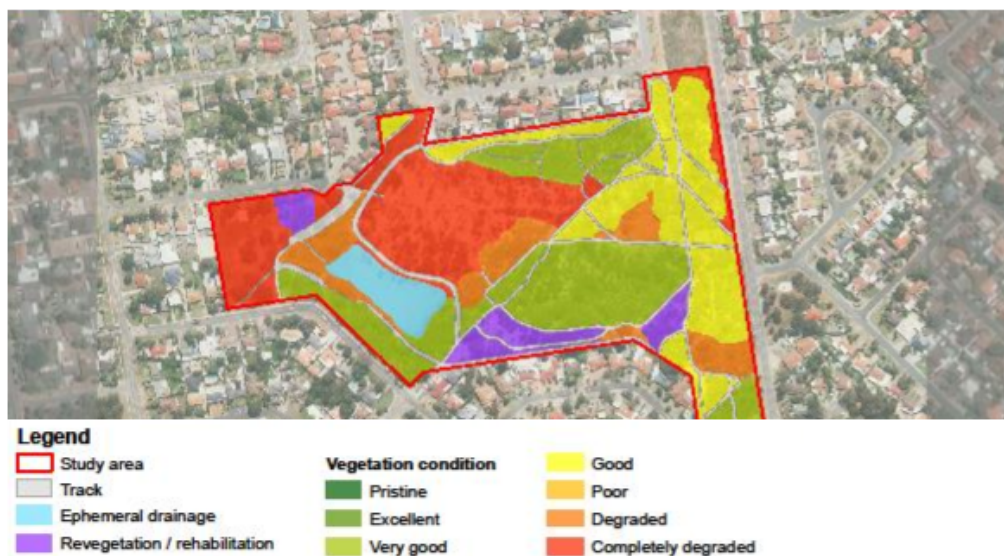 Legend
Study area
Track
Ephemeral drainage
Revegetation / rehabilitation
Vegetation condition
Pristine
Excellent
Very good
Good
Poor
Degraded
Completely degraded